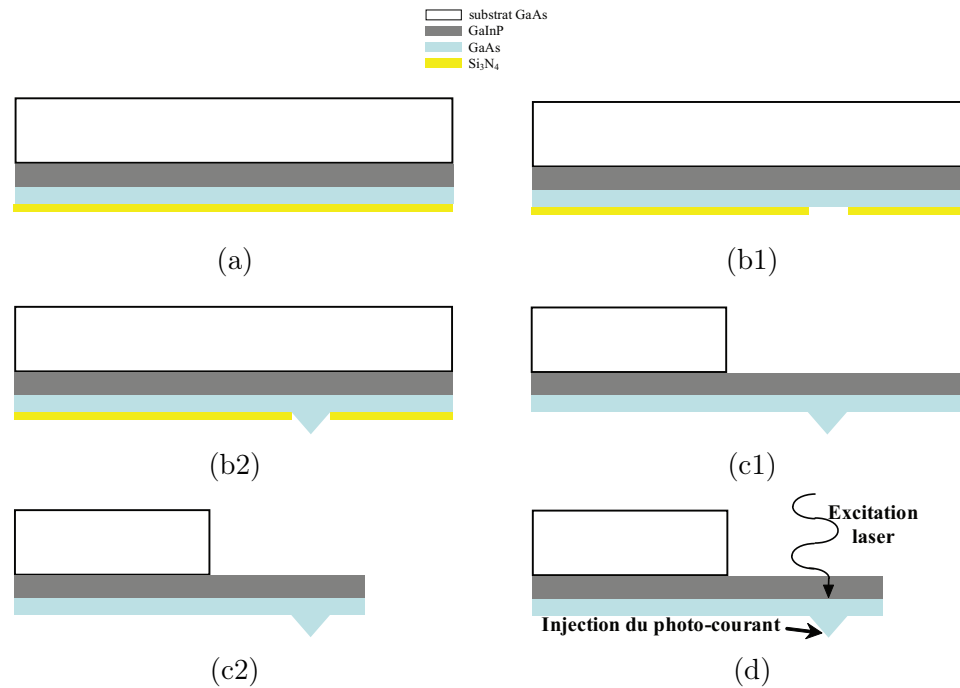 substrat GaAs
GaInP
GaAs
Si₃N₄
(a)
(b1)
(b2)
(c1)
Excitation
laser
Injection du photo-courant
(c2)
(d)